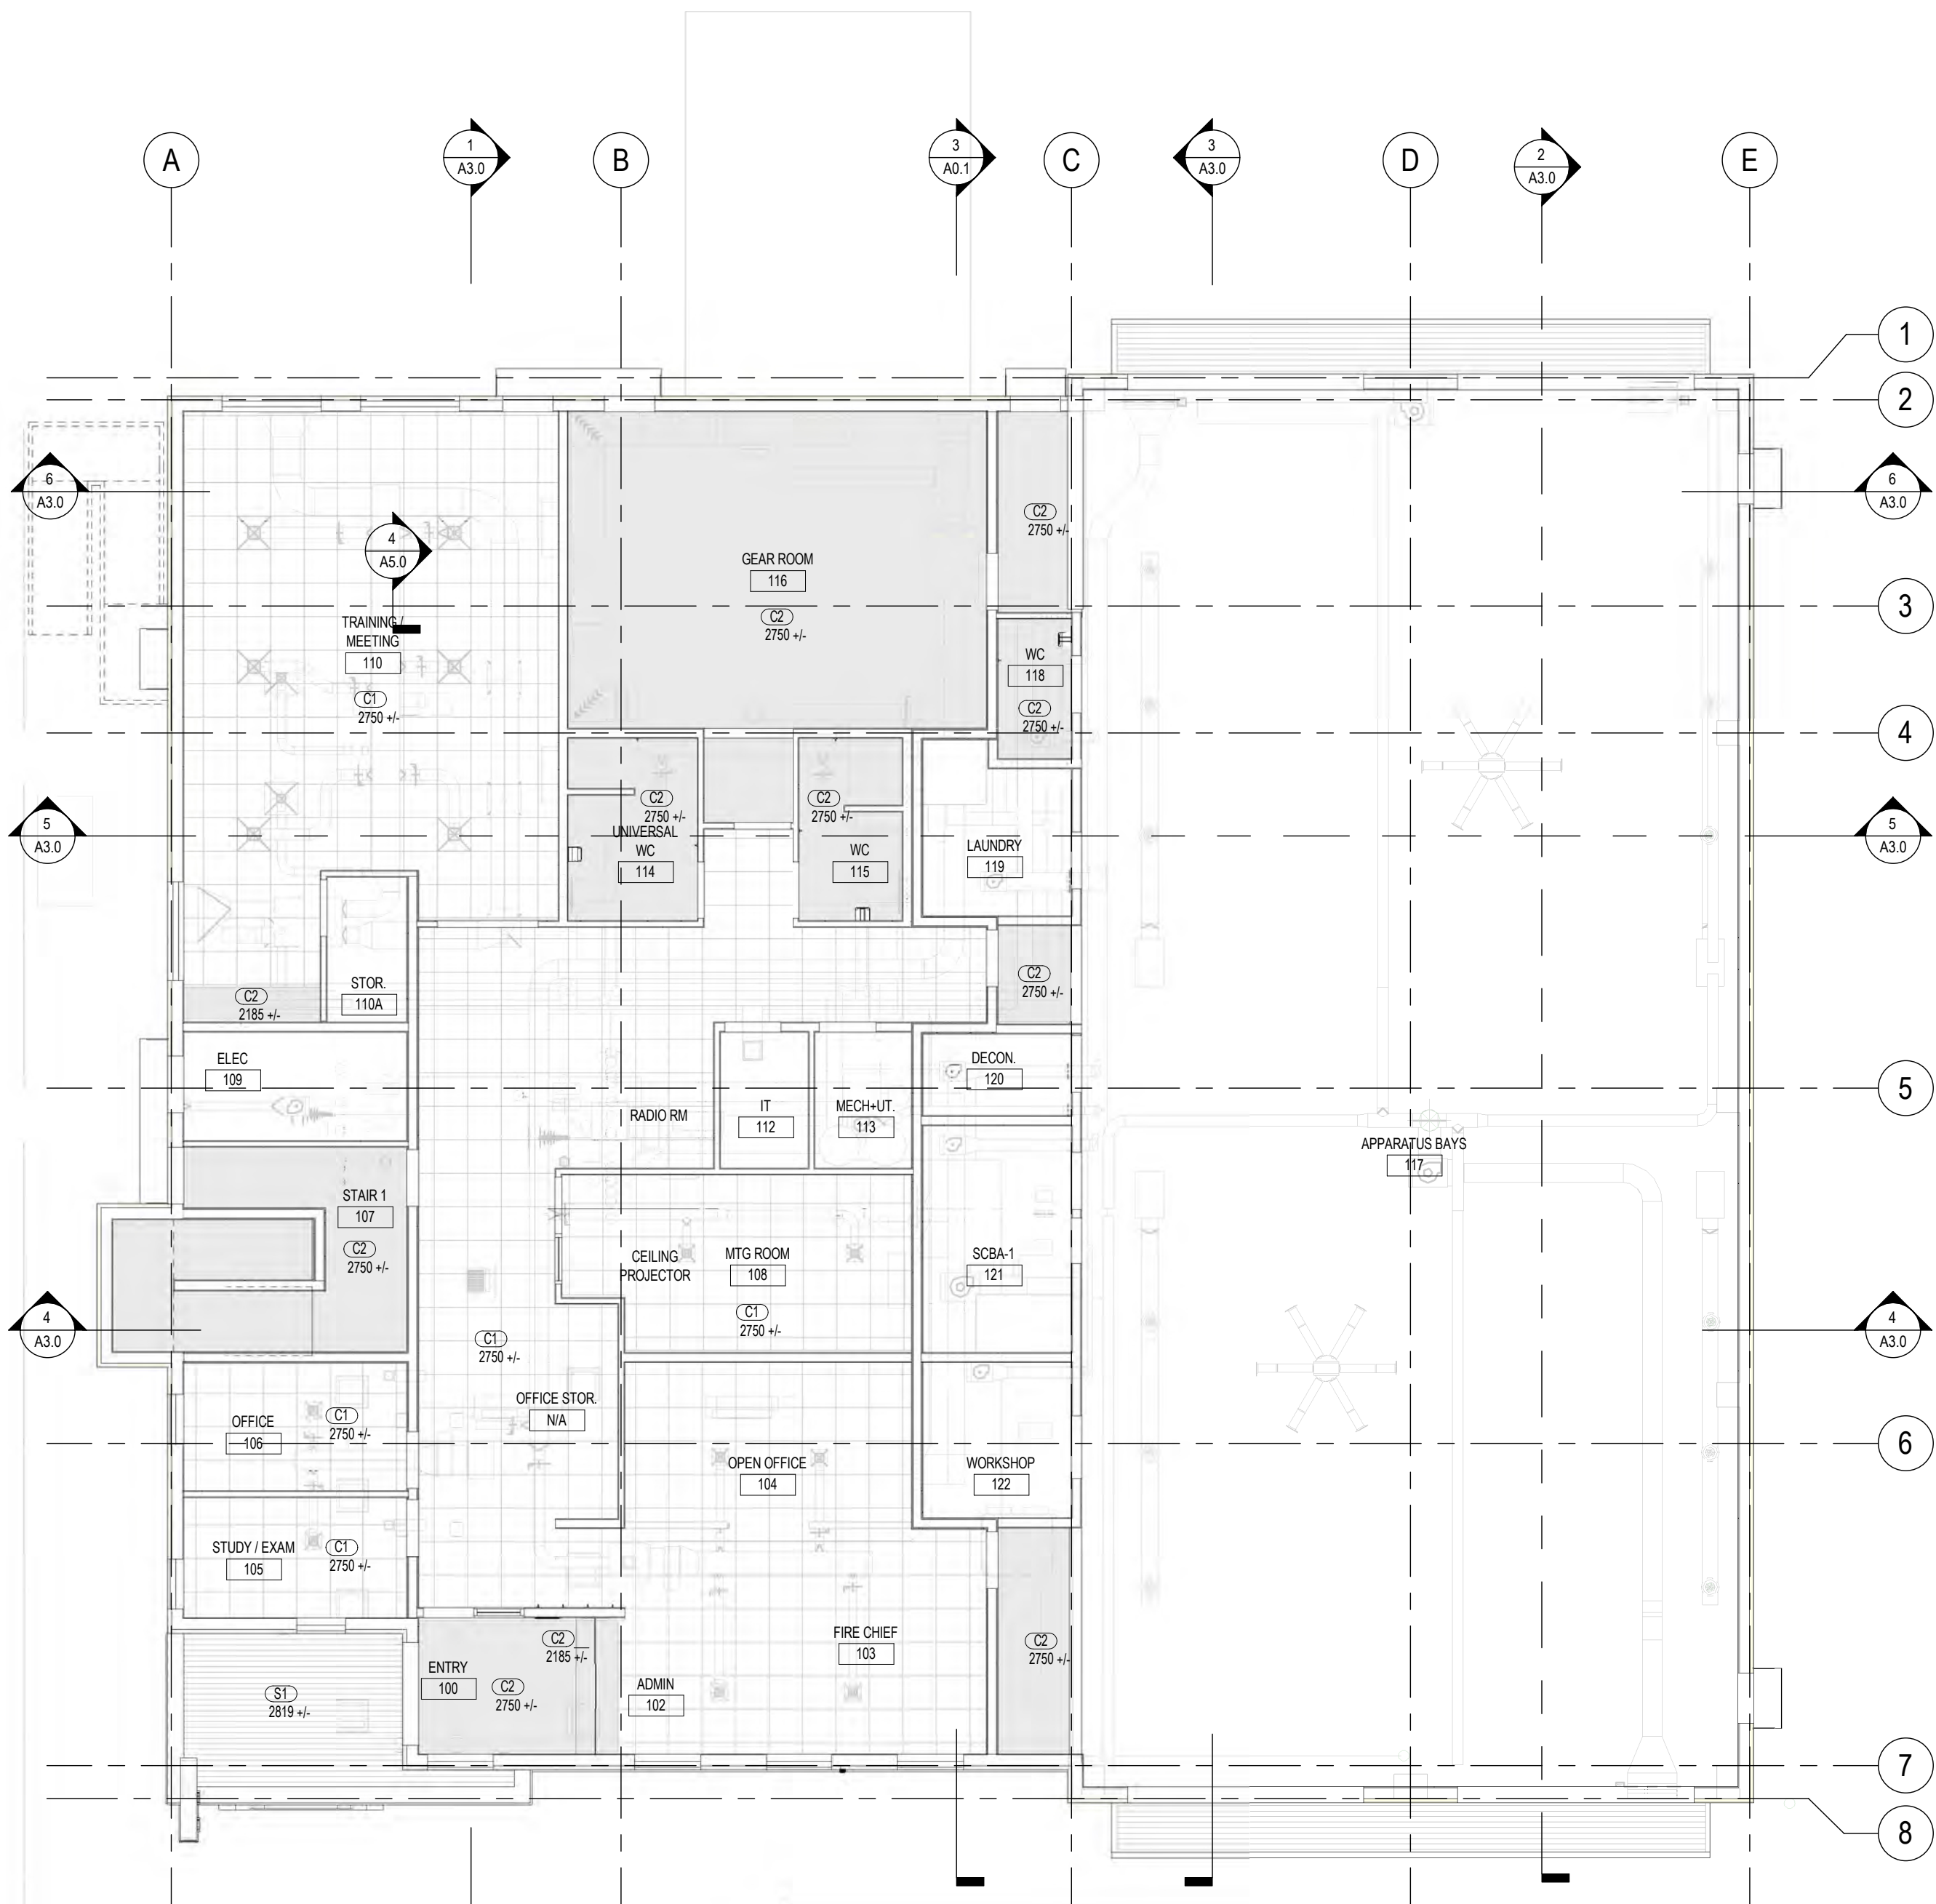 A
1
A3.0
B
3
A0.1
C
3
A3.0
D
2
A3.0
E
1
2
6
A3.0
6
A3.0
4
A5.0
C2
2750 +/-
GEAR ROOM
116
C2
2750 +/-
3
TRAINING /
MEETING
110
C1
2750 +/-
WC
118
C2
2750 +/-
4
C2
2750 +/-
UNIVERSAL
WC
114
C2
2750 +/-
WC
115
5
A3.0
LAUNDRY
119
5
A3.0
STOR.
110A
C2
2185 +/-
C2
2750 +/-
ELEC
109
DECON.
120
5
RADIO RM
IT
112
MECH+UT.
113
APPARATUS BAYS
117
STAIR 1
107
C2
2750 +/-
CEILING
PROJECTOR
MTG ROOM
108
C1
2750 +/-
SCBA-1
121
4
A3.0
C1
2750 +/-
4
A3.0
OFFICE STOR.
N/A
OFFICE
106
C1
2750 +/-
6
OPEN OFFICE
104
WORKSHOP
122
STUDY / EXAM
105
C1
2750 +/-
C2
2185 +/-
FIRE CHIEF
103
C2
2750 +/-
ENTRY
100
C2
2750 +/-
ADMIN
102
S1
2819 +/-
7
8